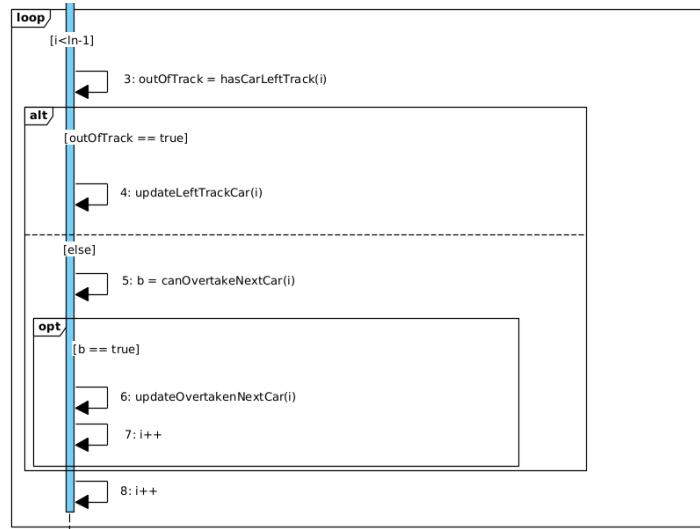 loop
[i<ln-1]
3: outOfTrack = hasCarLeftTrack(i)
alt
[outOfTrack == true]
4: updateLeftTrackCar(i)
[else]
5: b = canOvertakeNextCar(i)
opt
[b == true]
6: updateOvertakenNextCar(i)
7: i++
8: i++